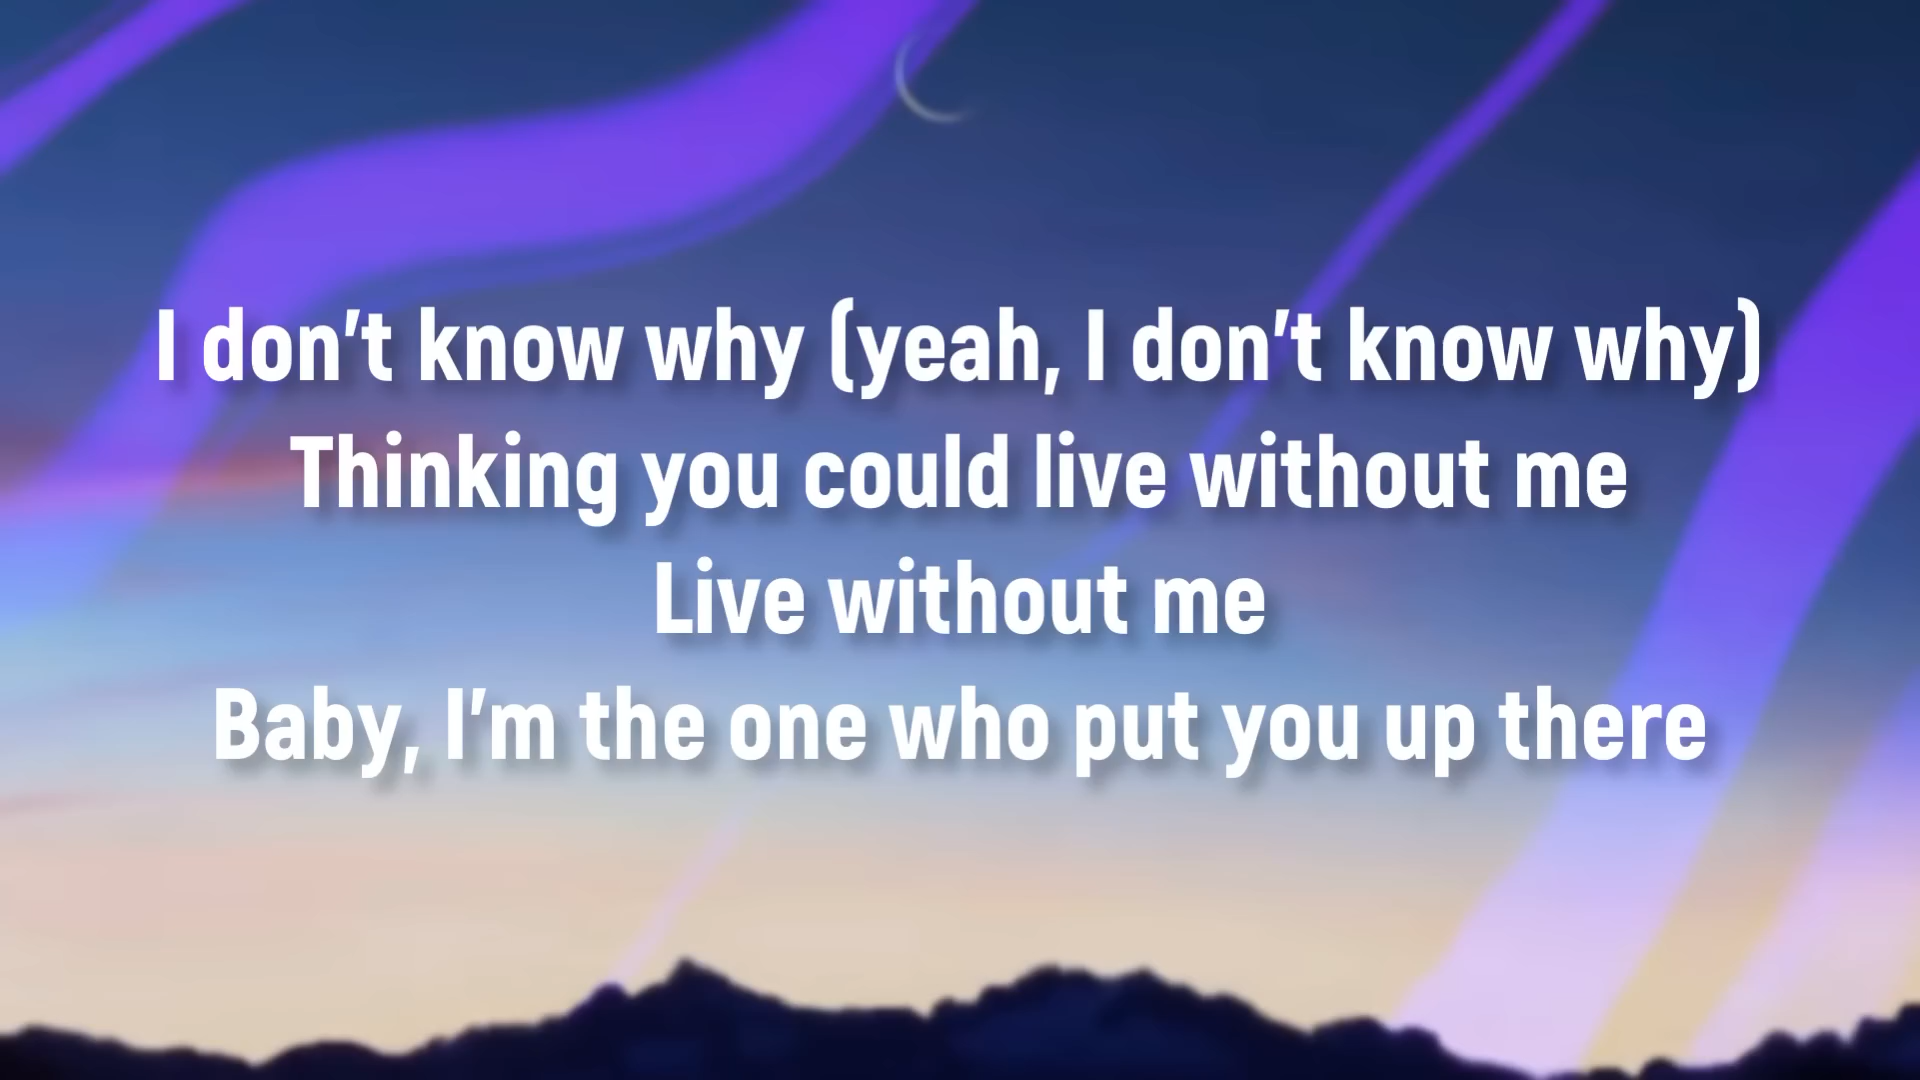 I don't know why (yeah, I don't know why)
Thinking you could live without me
Live without me
Baby, I'm the one who put you up there